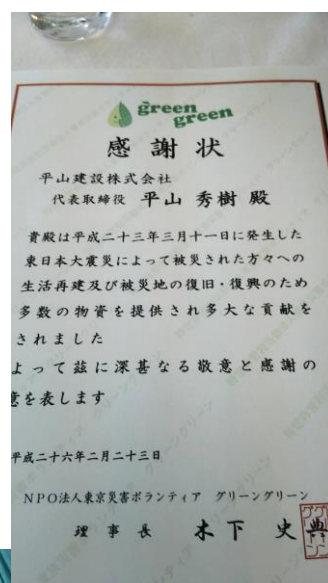 green
green
感謝状
平山建設株式会社
代表取締役 平山 秀樹 殿
貴殿は平成二十三年三月十一日に発生した
東日本大震災によって被災された方々への
生活再建及び被災地の復旧・復興のため
多数の物資を提供され多大な貢献を
されました
よって茲に深甚なる敬意と感謝の
意を表します
平成二十六年二月二十三日
NPO法人東京災害ボランティア グリーングリーン
理事長 木下 史典